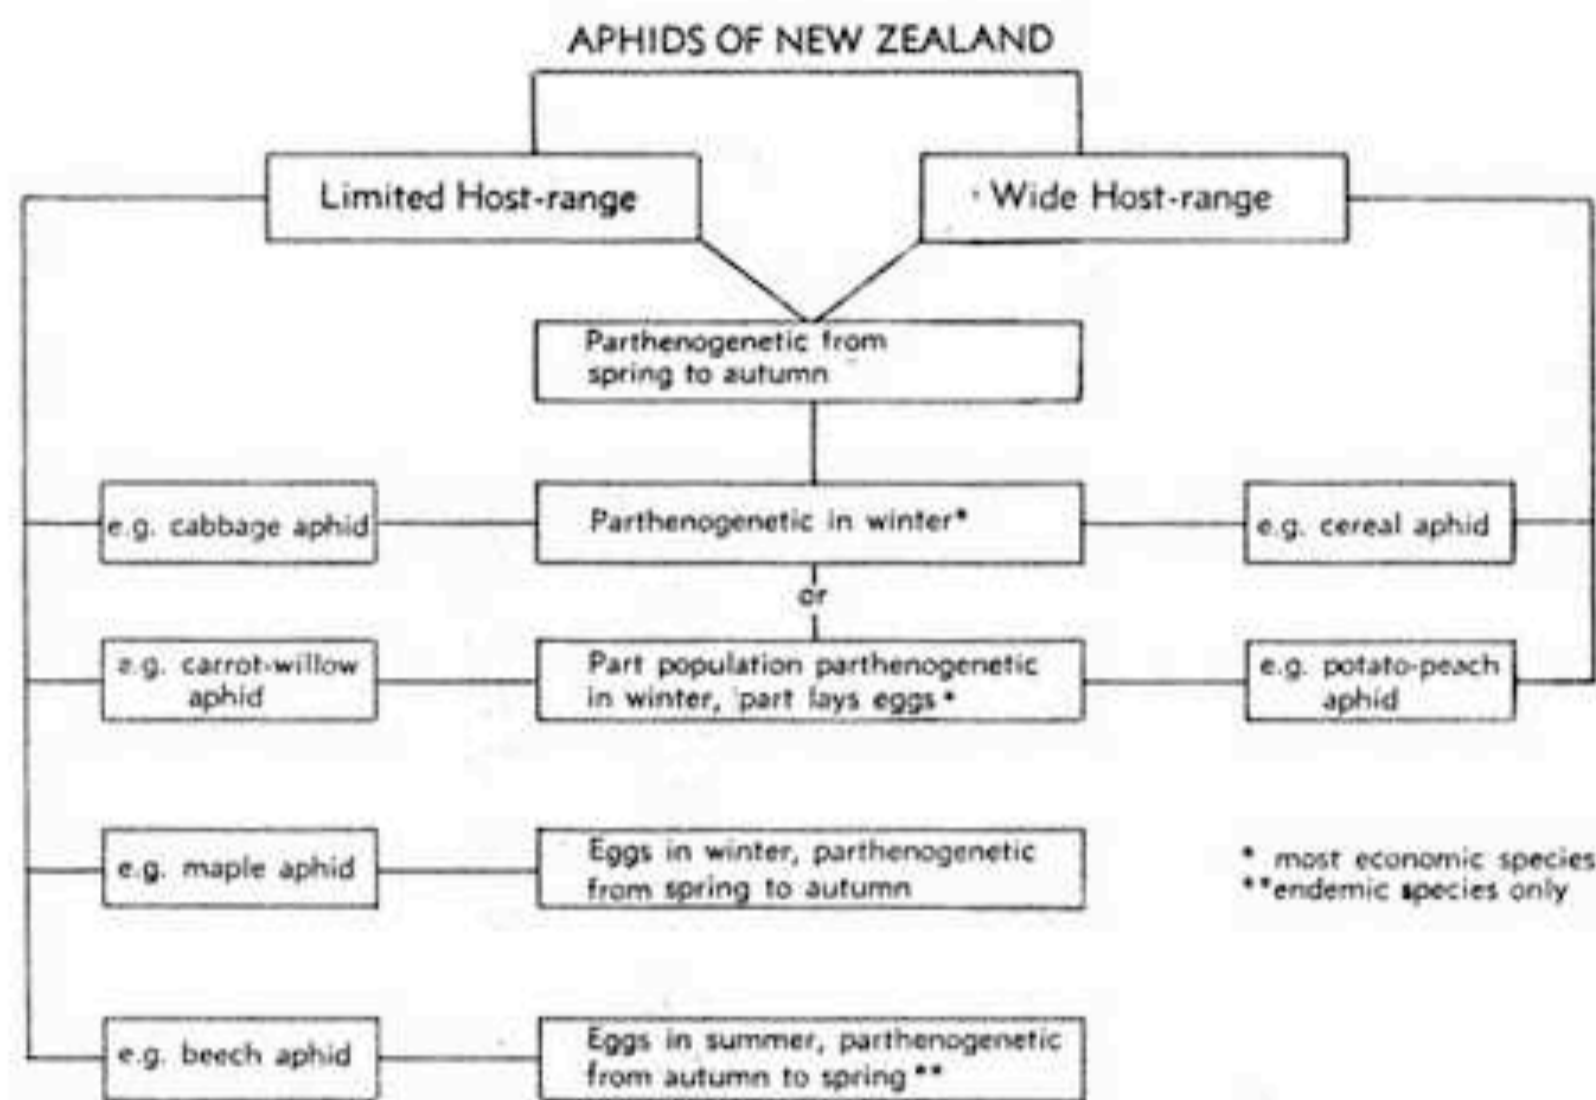 APHIDS OF NEW ZEALAND
Limited Host-range
Wide Host-range
Parthenogenetic from
spring to autumn
e.g. cabbage aphid
Parthenogenetic in winter*
e.g. cereal aphid
or
e.g. carrot-willow
aphid
Part population parthenogenetic
in winter, part lays eggs *
e.g. potato-peach
aphid
e.g. maple aphid
Eggs in winter, parthenogenetic
from spring to autumn
* most economic species
**endemic species only
e.g. beech aphid
Eggs in summer, parthenogenetic
from autumn to spring **